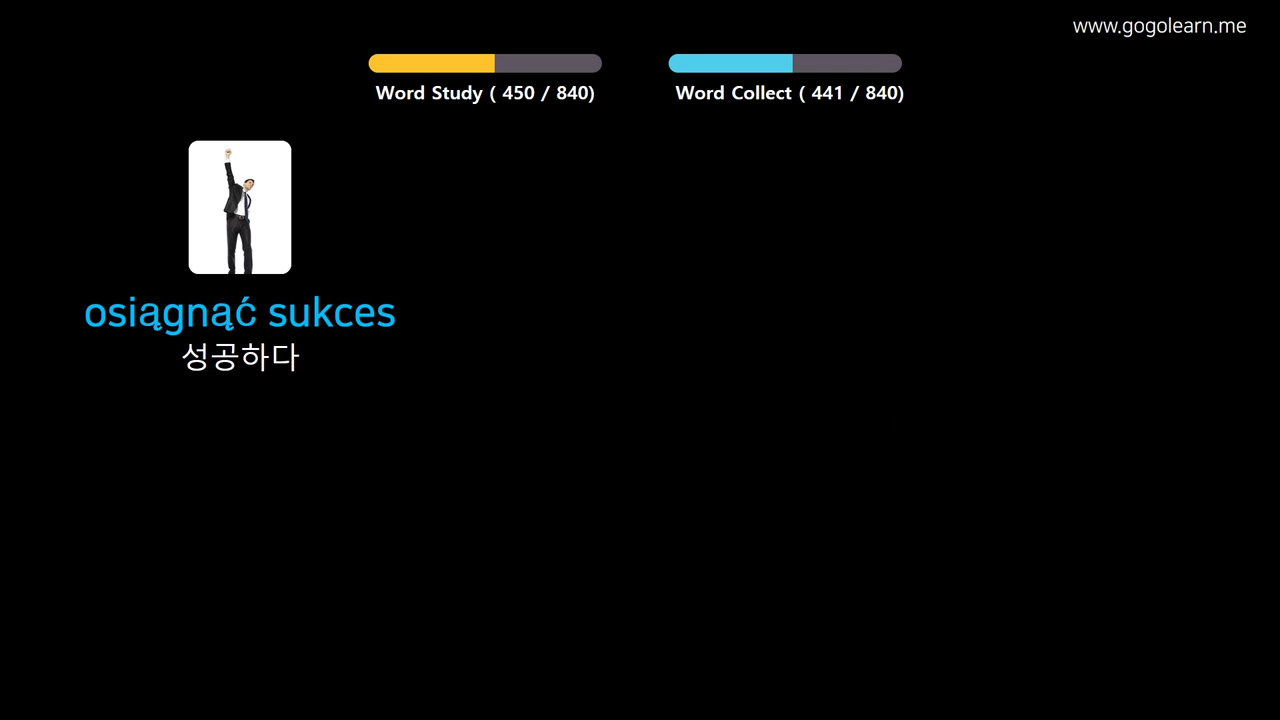 www.gogolearn.me
Word Study ( 450 / 840)
Word Collect ( 441 / 840)
osiągnąć sukces
성공하다